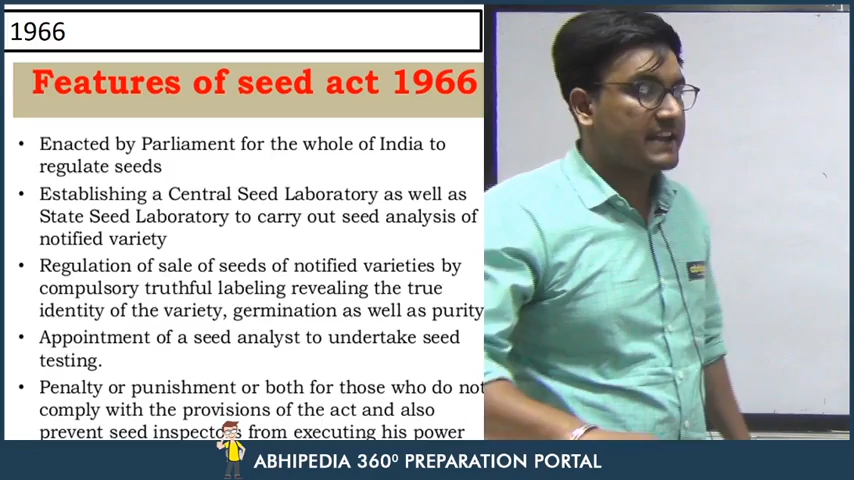 1966
Features of seed act 1966
• Enacted by Parliament for the whole of India to
regulate seeds
• Establishing a Central Seed Laboratory as well as
State Seed Laboratory to carry out seed analysis of
notified variety
• Regulation of sale of seeds of notified varieties by
compulsory truthful labeling revealing the true
identity of the variety, germination as well as purity
• Appointment of a seed analyst to undertake seed
testing.
• Penalty or punishment or both for those who do not
comply with the provisions of the act and also
prevent seed inspectors from executing his power
ABHIPEDIA 360⁰ PREPARATION PORTAL